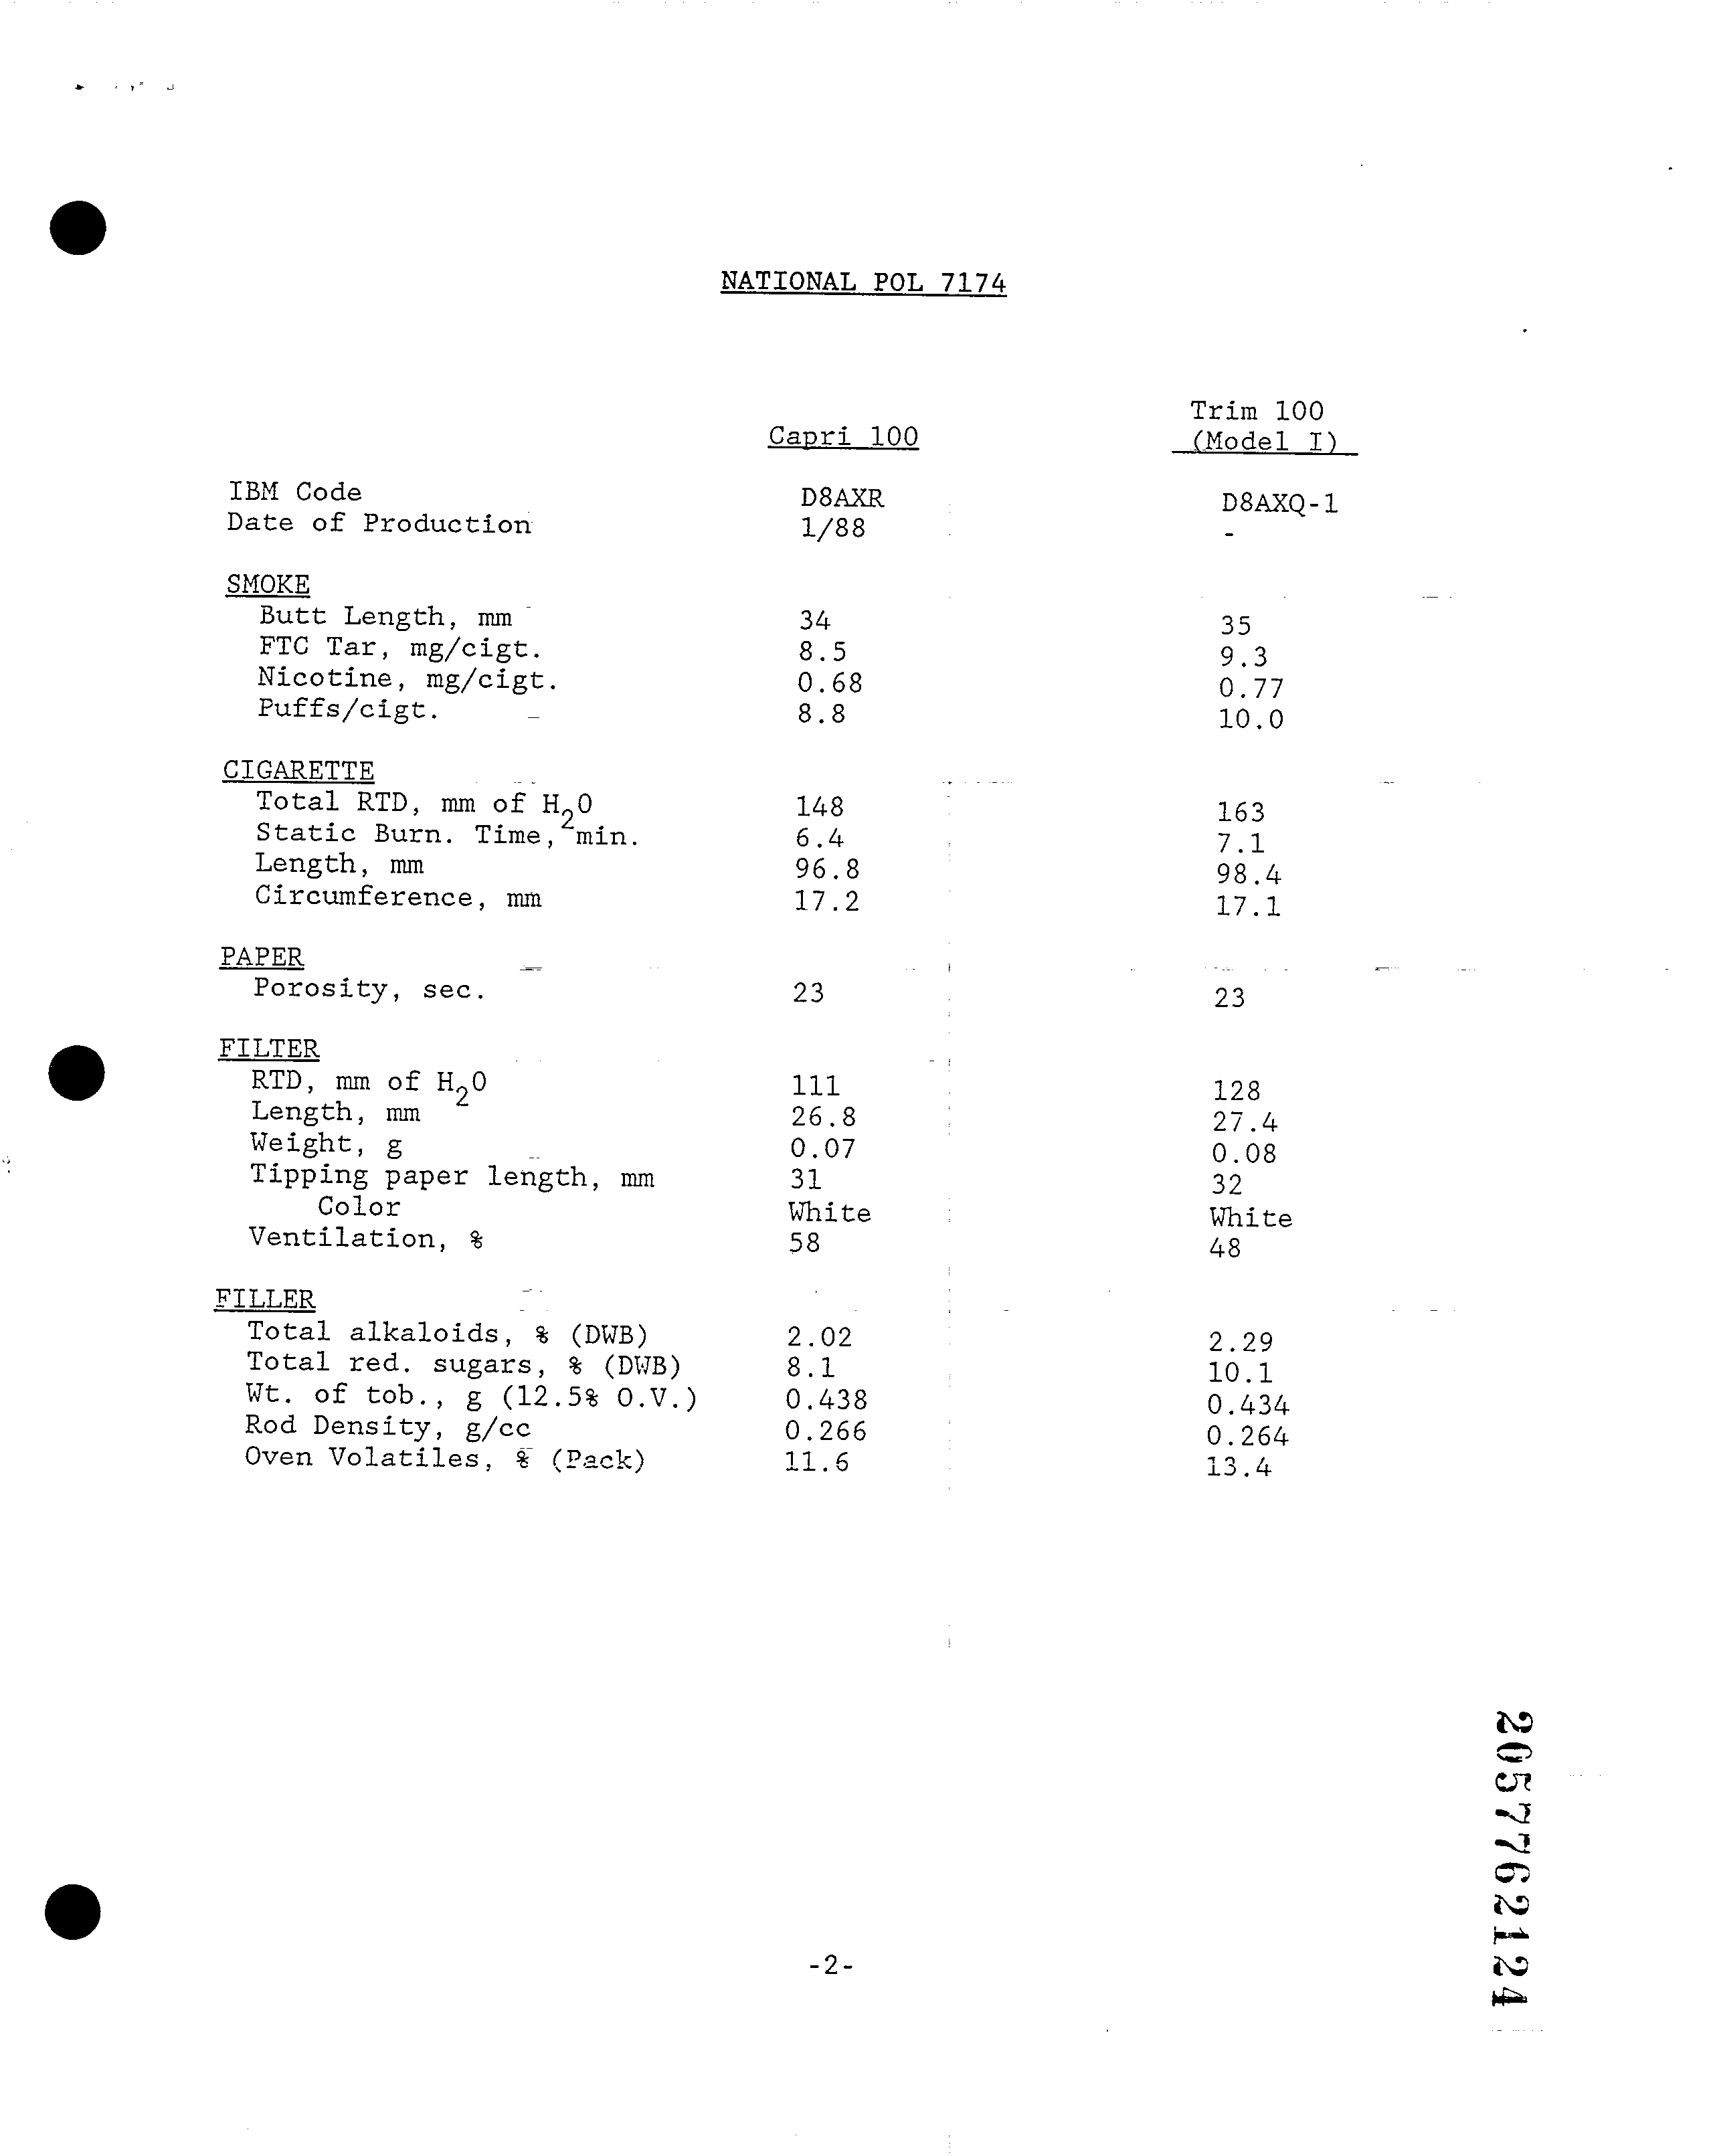 NATIONAL POL 7174
Trim 100
Capri 100 (Model I)
IBM Code D8AXR D8AXQ-1
Date of Production 1/88 -
SMOKE
Butt Length, mm 34 35
FTC Tar, mg/cigt. 8.5 9.3
Nicotine, mg/cigt. 0.68 0.77
Puffs/cigt. 8.8 10.0
CIGARETTE
Total RTD, mm of H2O 148 163
Static Burn. Time, min. 6.4 7.1
Length, mm 96.8 98.4
Circumference, mm 17.2 17.1
PAPER
Porosity, sec. 23 23
FILTER
RTD, mm of H2O 111 128
Length, mm 26.8 27.4
Weight, g 0.07 0.08
Tipping paper length, mm 31 32
Color White White
Ventilation, % 58 48
FILLER
Total alkaloids, % (DWB) 2.02 2.29
Total red. sugars, % (DWB) 8.1 10.1
Wt. of tob., g (12.5% O.V.) 0.438 0.434
Rod Density, g/cc 0.266 0.264
Oven Volatiles, % (Pack) 11.6 13.4
-2-
2057762124